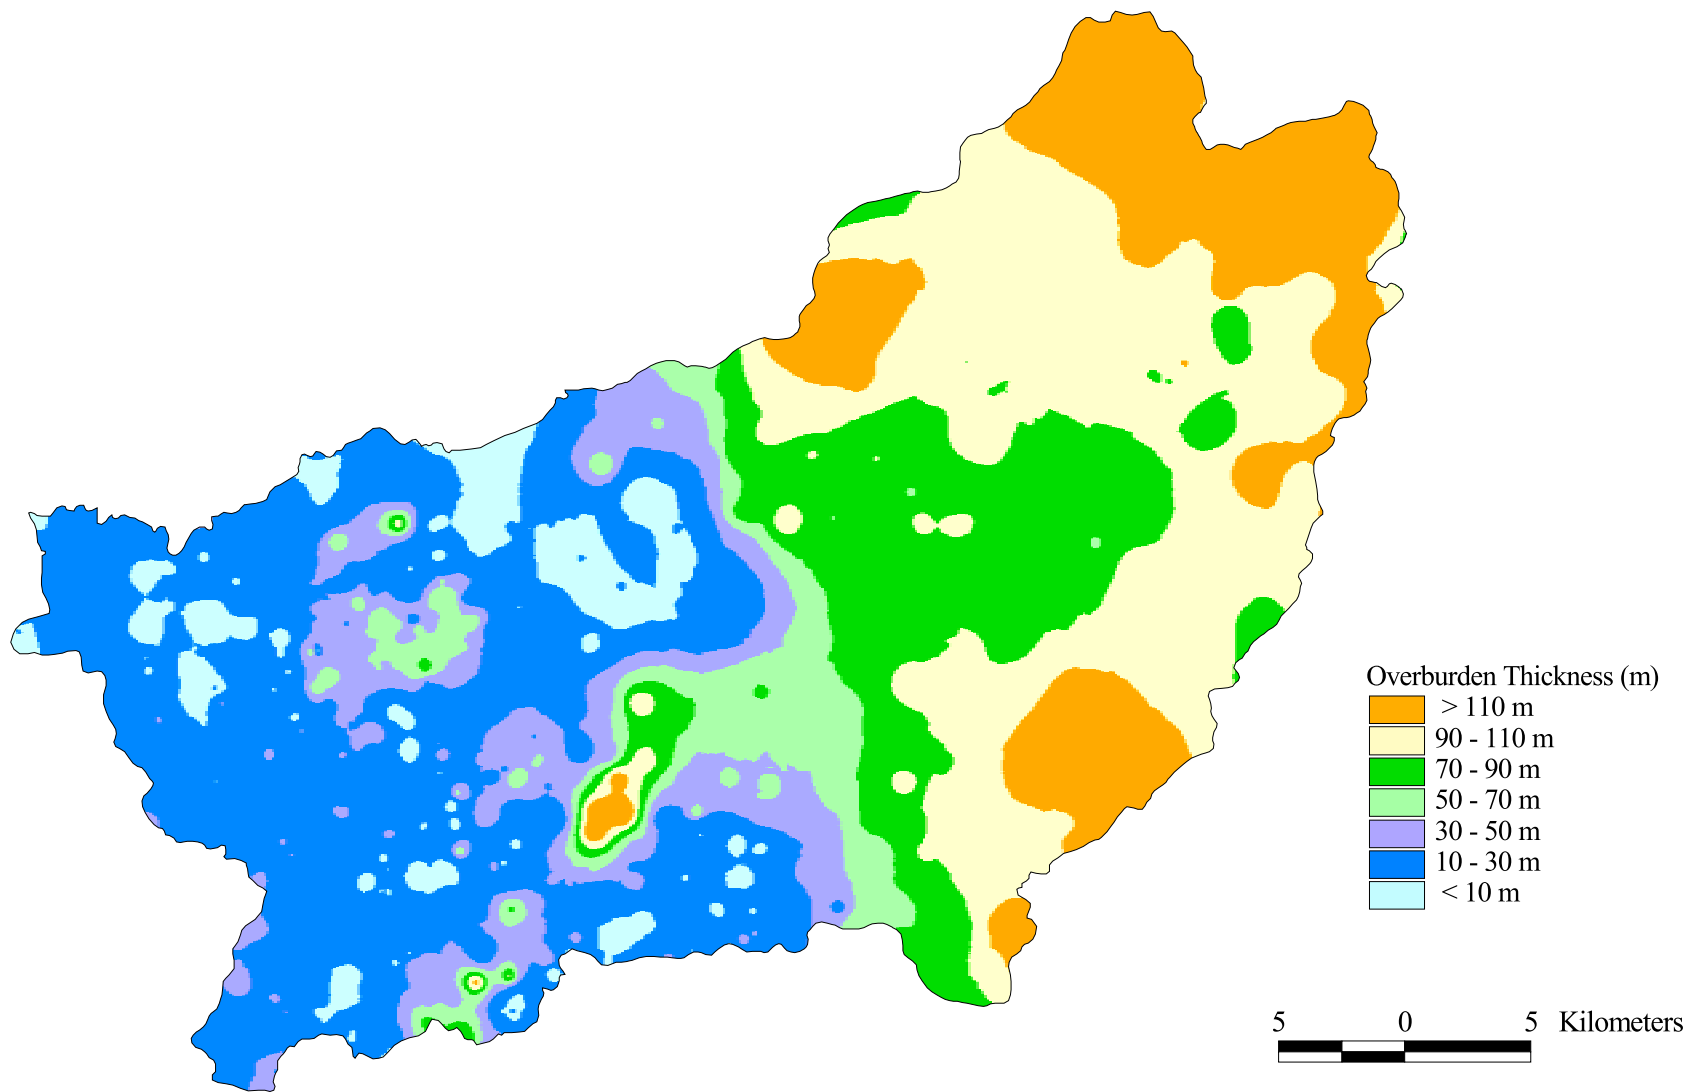 Overburden Thickness (m)
> 110 m
90 - 110 m
70 - 90 m
50 - 70 m
30 - 50 m
10 - 30 m
< 10 m
5 0 5 Kilometers